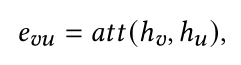 e_{vu} = att(h_v, h_u),